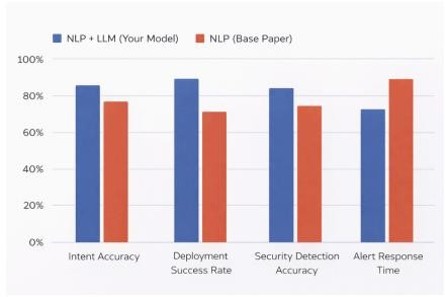 NLP + LLM (Your Model) NLP (Base Paper)
100%
80%
60%
40%
20%
0%
Intent Accuracy
Deployment
Success Rate
Security Detection
Accuracy
Alert Response
Time